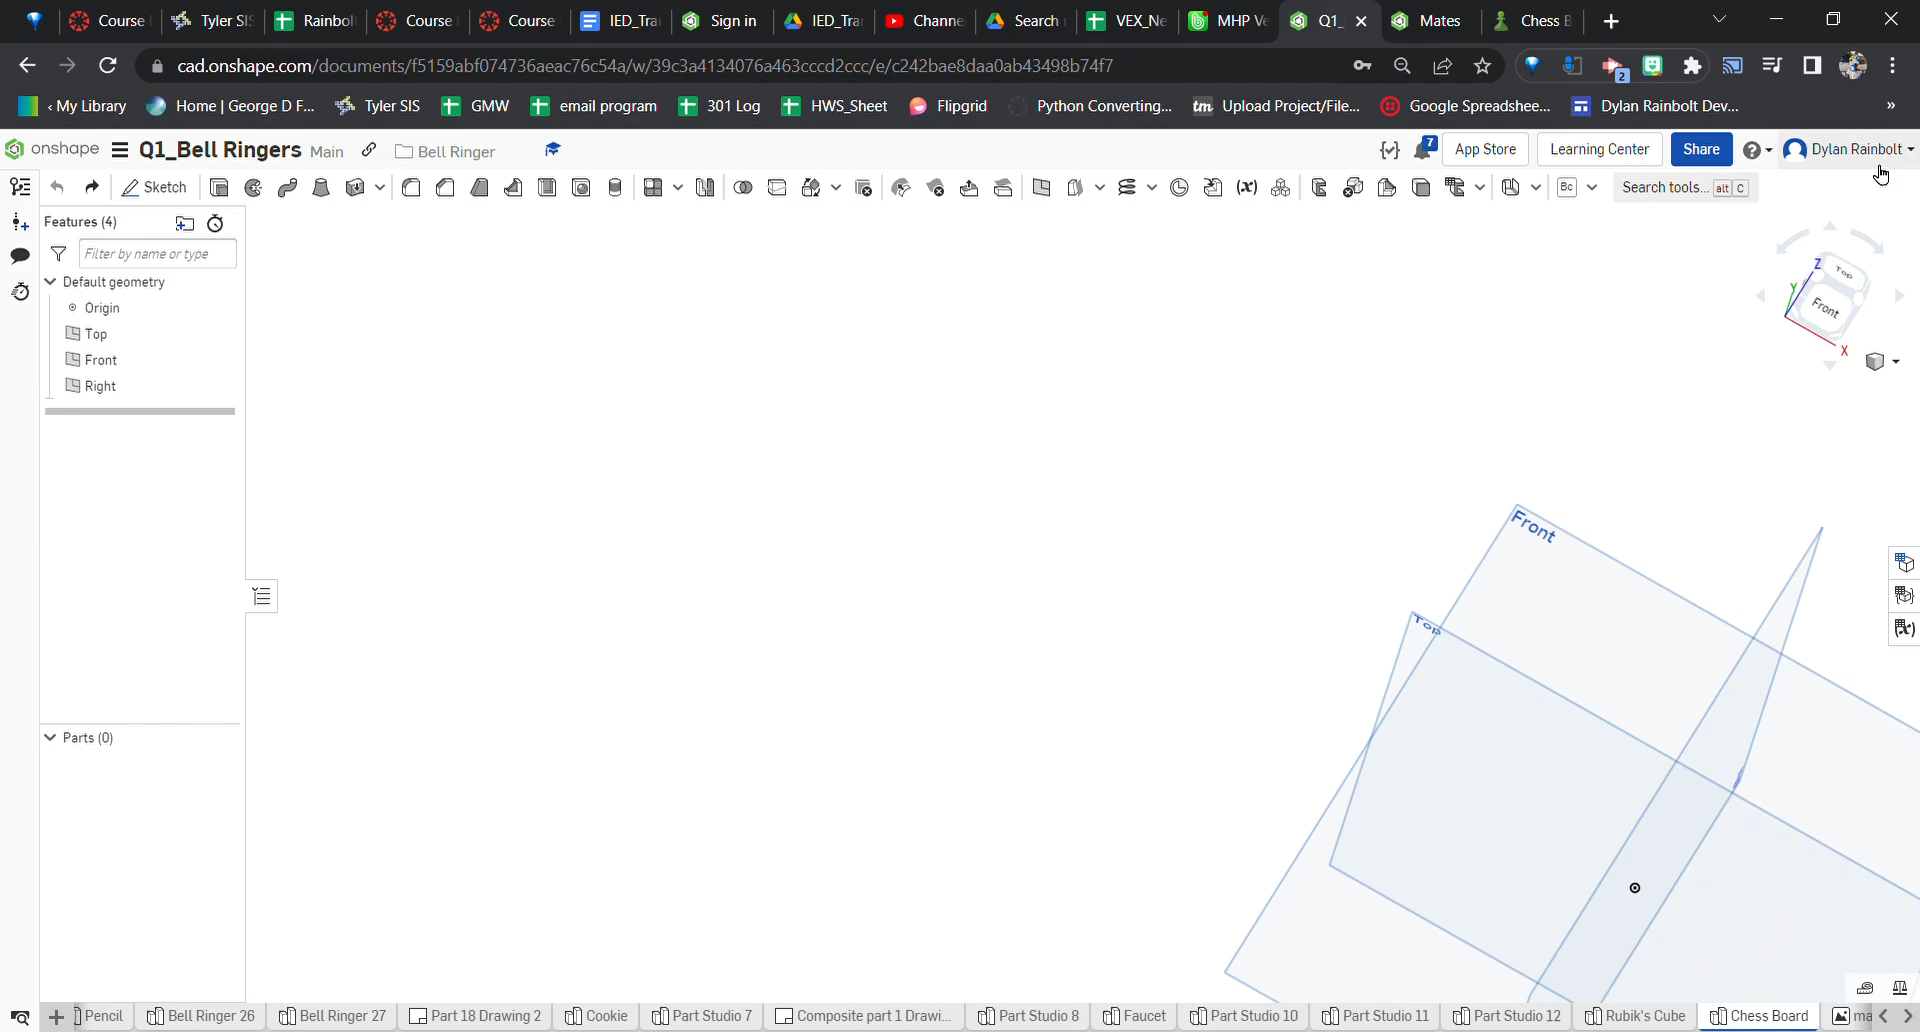 Course
Tyler SI
Rainbol
Course
Course
IED_Tra
Sign in
IED_Tra
Channe
Search
VEX_Ne
MHP Ve
Q1_
Mates
Chess B
cad.onshape.com/documents/f5159abf074736aeac76c54a/w/39c3a4134076a463cccd2ccc/e/c242bae8daa0ab43498b74f7
2
‹ My Library
Home | George D F...
Tyler SIS
GMW
email program
301 Log
HWS_Sheet
Flipgrid
Python Converting...
tm Upload Project/File...
Google Spreadshee...
Dylan Rainbolt Dev...
»
onshape
Q1_Bell Ringers Main
Bell Ringer
7
App Store
Learning Center
Share
Dylan Rainbolt
Sketch
Bc
Search tools... alt C
Features (4)
Filter by name or type
Default geometry
Origin
Top
Front
Right
Parts (0)
Z
Y
X
Top
Front
Front
Top
Pencil
Bell Ringer 26
Bell Ringer 27
Part 18 Drawing 2
Cookie
Part Studio 7
Composite part 1 Drawi...
Part Studio 8
Faucet
Part Studio 10
Part Studio 11
Part Studio 12
Rubik's Cube
Chess Board
ma